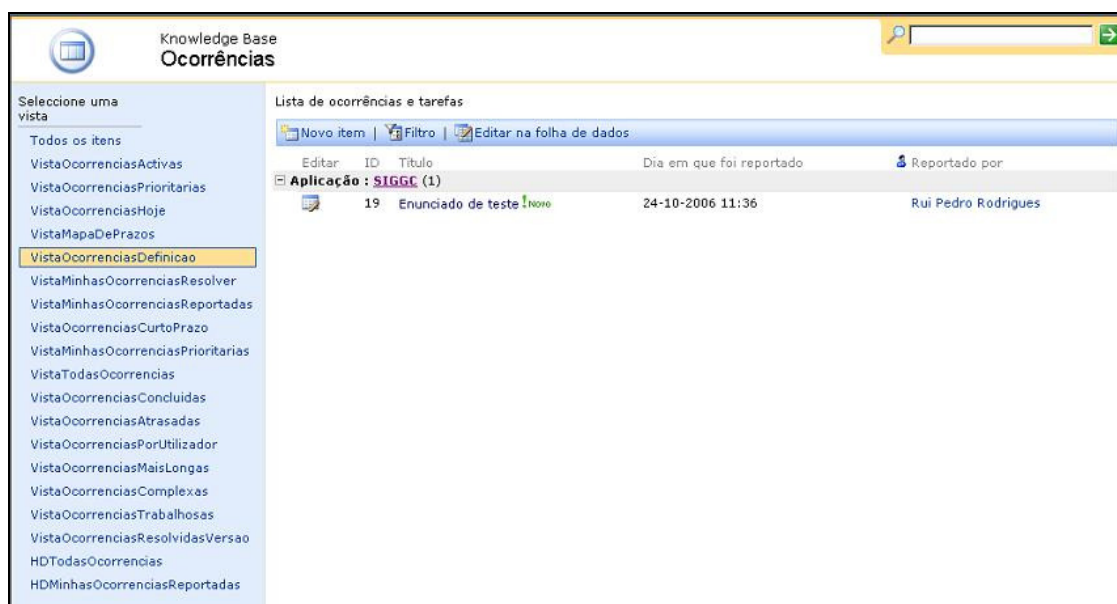 Knowledge Base
Ocorrências
Seleccione uma
vista
Todos os itens
VistaOcorrenciasActivas
VistaOcorrenciasPrioritarias
VistaOcorrenciasHoje
VistaMapaDePrazos
VistaOcorrenciasDefinicao
VistaMinhasOcorrenciasResolver
VistaMinhasOcorrenciasReportadas
VistaOcorrenciasCurtoPrazo
VistaMinhasOcorrenciasPrioritarias
VistaTodasOcorrencias
VistaOcorrenciasConcluidas
VistaOcorrenciasAtrasadas
VistaOcorrenciasPorUtilizador
VistaOcorrenciasMaisLongas
VistaOcorrenciasComplexas
VistaOcorrenciasTrabalhosas
VistaOcorrenciasResolvidasVersao
HDTodasOcorrencias
HDMinhasOcorrenciasReportadas
Lista de ocorrências e tarefas
Novo item | Filtro | Editar na folha de dados
Editar ID Título Dia em que foi reportado Reportado por
Aplicação : SIGGC (1)
19 Enunciado de teste ! Novo 24-10-2006 11:36 Rui Pedro Rodrigues